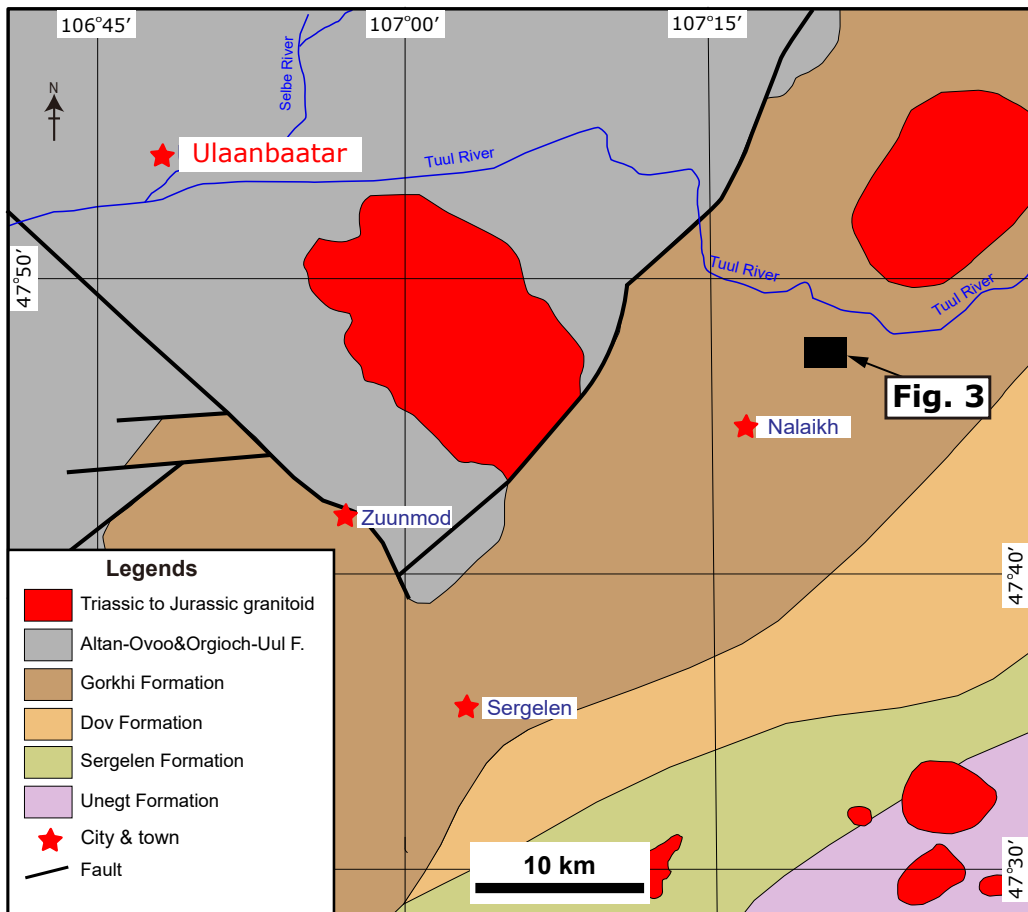 106°45’
107°00’
107°15’
Selbe River
N
Ulaanbaatar
Tuul River
47°50’
Tuul River
Tuul River
Fig. 3
Nalaikh
Zuunmod
47°40’
Legends
Triassic to Jurassic granitoid
Altan-Ovoo&Orgioch-Uul F.
Gorkhi Formation
Dov Formation
Sergelen Formation
Unegt Formation
City & town
Fault
Sergelen
10 km
47°30’